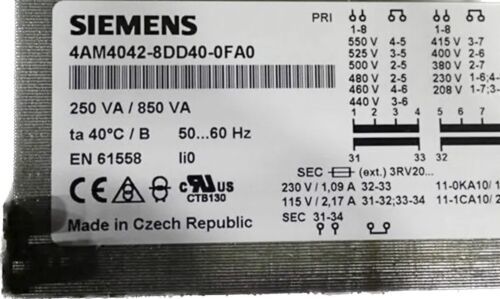 SIEMENS
4AM4042-8DD40-0FA0
250 VA / 850 VA
ta 40°C / B 50...60 Hz
EN 61558 Ii0
CE c UL US
CTB130
Made in Czech Republic
PRI
1-8 1-8
550 V 4-5 415 V 3-7
525 V 3-5 400 V 2-6
500 V 2-5 380 V 2-7
480 V 2-5 230 V 1-6;4-
460 V 4-6 208 V 1-7;3-
440 V 3-6
1 2 3 4 5
31 33 32
SEC (ext.) 3RV20...
230 V / 1,09 A 32-33 11-0KA10/
115 V / 2,17 A 31-32;33-34 11-1CA10/ 2
SEC 31-34